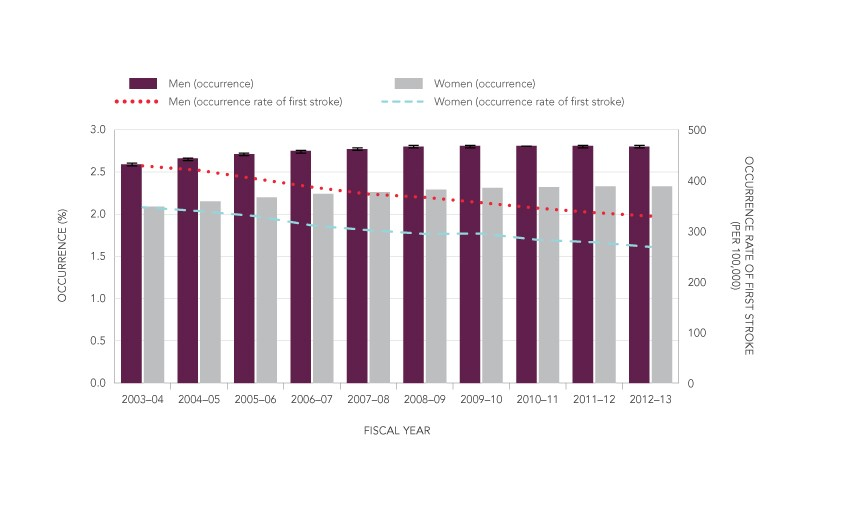 Men (occurrence) Women (occurrence)
Men (occurrence rate of first stroke) Women (occurrence rate of first stroke)
3.0
2.5
2.0
1.5
1.0
0.5
0.0
OCCURRENCE (%)
500
400
300
200
100
0
OCCURRENCE RATE OF FIRST STROKE
(PER 100,000)
2003–04 2004–05 2005–06 2006–07 2007–08 2008–09 2009–10 2010–11 2011–12 2012–13
FISCAL YEAR